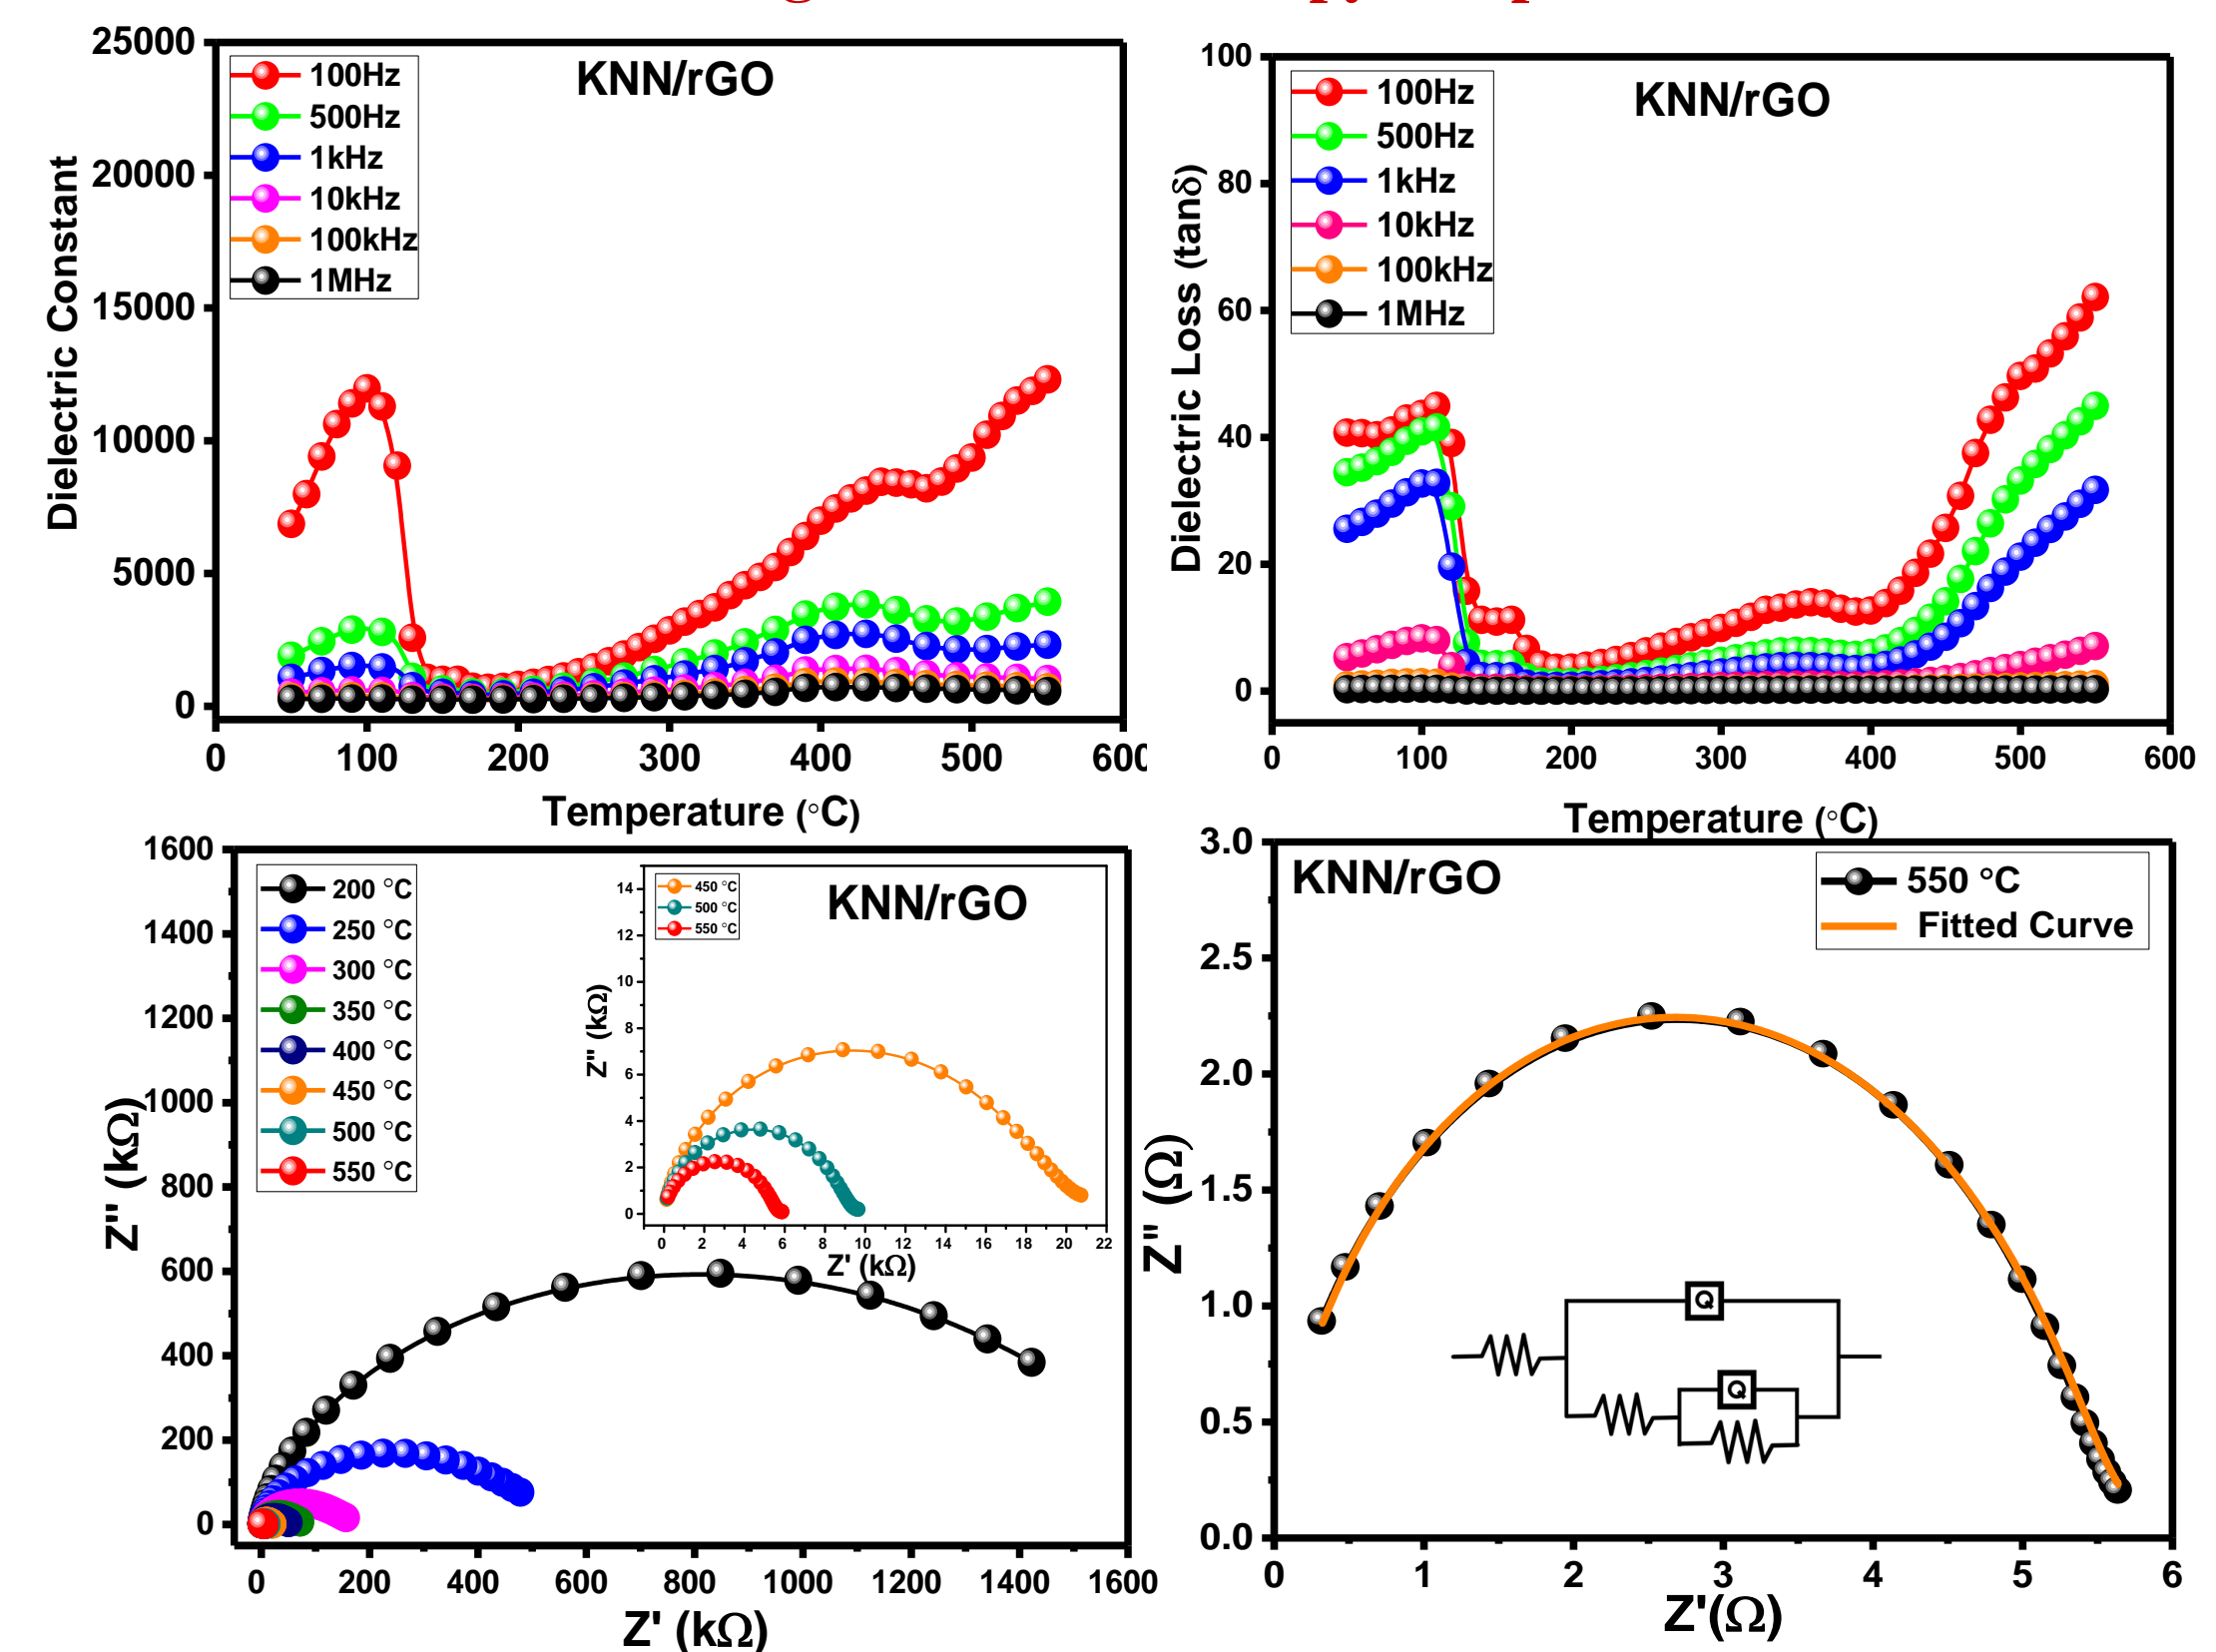 25000
20000
15000
10000
5000
0
Dielectric Constant
100Hz
500Hz
1kHz
10kHz
100kHz
1MHz
KNN/rGO
0 100 200 300 400 500
Temperature (°C)
100
80
60
40
20
0
Dielectric Loss (tanδ)
100Hz
500Hz
1kHz
10kHz
100kHz
1MHz
KNN/rGO
0 100 200 300 400 500 600
Temperature (°C)
1600
1400
1200
1000
800
600
400
200
0
Z'' (kΩ)
200 °C
250 °C
300 °C
350 °C
400 °C
450 °C
500 °C
550 °C
14
12
10
8
6
4
2
0
Z'' (kΩ)
450 °C
500 °C
550 °C
KNN/rGO
0 2 4 6 8 10 12 14 16 18 20 22
Z' (kΩ)
0 200 400 600 800 1000 1200 1400 1600
Z' (kΩ)
3.0
2.5
2.0
1.5
1.0
0.5
0.0
Z'' (Ω)
KNN/rGO
550 °C
Fitted Curve
Q
Q
0 1 2 3 4 5 6
Z'(Ω)